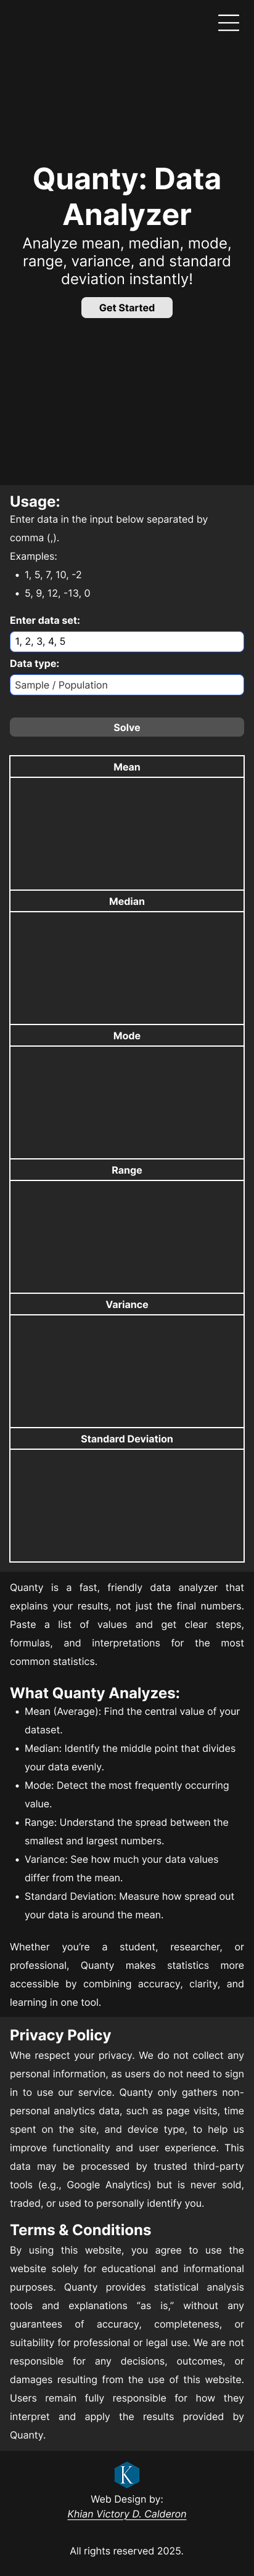 Quanty: Data
Analyzer
Analyze mean, median, mode,
range, variance, and standard
deviation instantly!
Get Started
Usage:
Enter data in the input below separated by
comma (,).
Examples:
• 1, 5, 7, 10, -2
• 5, 9, 12, -13, 0
Enter data set:
1, 2, 3, 4, 5
Data type:
Sample / Population
Solve
Mean
Median
Mode
Range
Variance
Standard Deviation
Quanty is a fast, friendly data analyzer that
explains your results, not just the final numbers.
Paste a list of values and get clear steps,
formulas, and interpretations for the most
common statistics.
What Quanty Analyzes:
• Mean (Average): Find the central value of your
dataset.
• Median: Identify the middle point that divides
your data evenly.
• Mode: Detect the most frequently occurring
value.
• Range: Understand the spread between the
smallest and largest numbers.
• Variance: See how much your data values
differ from the mean.
• Standard Deviation: Measure how spread out
your data is around the mean.
Whether you’re a student, researcher, or
professional, Quanty makes statistics more
accessible by combining accuracy, clarity, and
learning in one tool.
Privacy Policy
Whe respect your privacy. We do not collect any
personal information, as users do not need to sign
in to use our service. Quanty only gathers non-
personal analytics data, such as page visits, time
spent on the site, and device type, to help us
improve functionality and user experience. This
data may be processed by trusted third-party
tools (e.g., Google Analytics) but is never sold,
traded, or used to personally identify you.
Terms & Conditions
By using this website, you agree to use the
website solely for educational and informational
purposes. Quanty provides statistical analysis
tools and explanations “as is,” without any
guarantees of accuracy, completeness, or
suitability for professional or legal use. We are not
responsible for any decisions, outcomes, or
damages resulting from the use of this website.
Users remain fully responsible for how they
interpret and apply the results provided by
Quanty.
K
Web Design by:
Khian Victory D. Calderon
All rights reserved 2025.